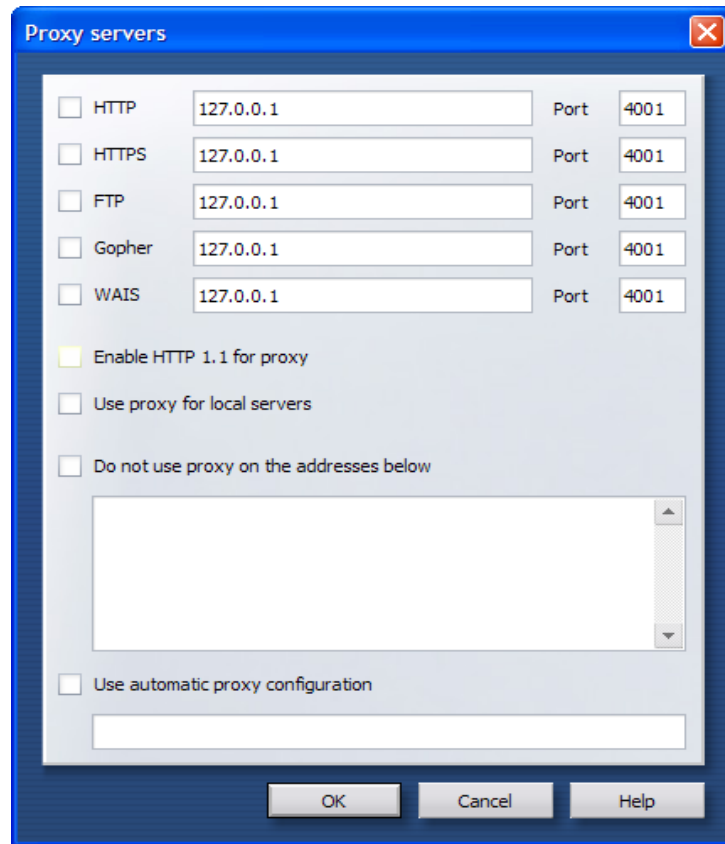 Proxy servers
HTTP 127.0.0.1 Port 4001
HTTPS 127.0.0.1 Port 4001
FTP 127.0.0.1 Port 4001
Gopher 127.0.0.1 Port 4001
WAIS 127.0.0.1 Port 4001
Enable HTTP 1.1 for proxy
Use proxy for local servers
Do not use proxy on the addresses below
Use automatic proxy configuration
OK Cancel Help